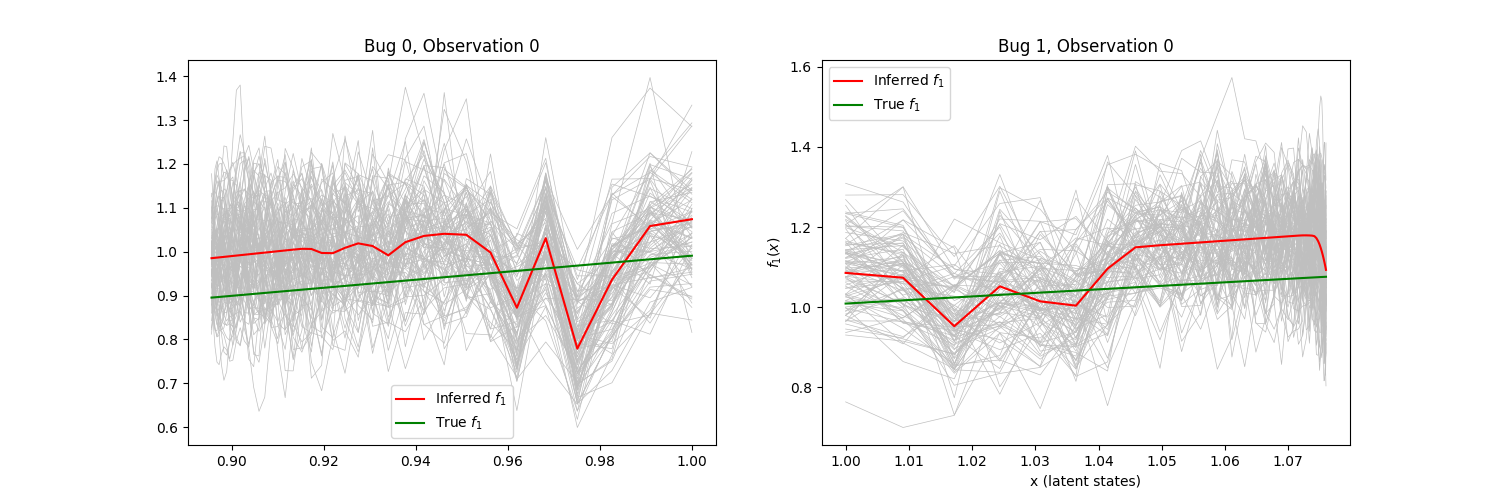 Bug 0, Observation 0
1.4
1.3
1.2
1.1
1.0
0.9
0.8
0.7
0.6
Inferred f₁
True f₁
0.90 0.92 0.94 0.96 0.98 1.00
Bug 1, Observation 0
Inferred f₁
True f₁
1.6
1.4
1.2
1.0
0.8
f₁(x)
1.00 1.01 1.02 1.03 1.04 1.05 1.06 1.07
x (latent states)